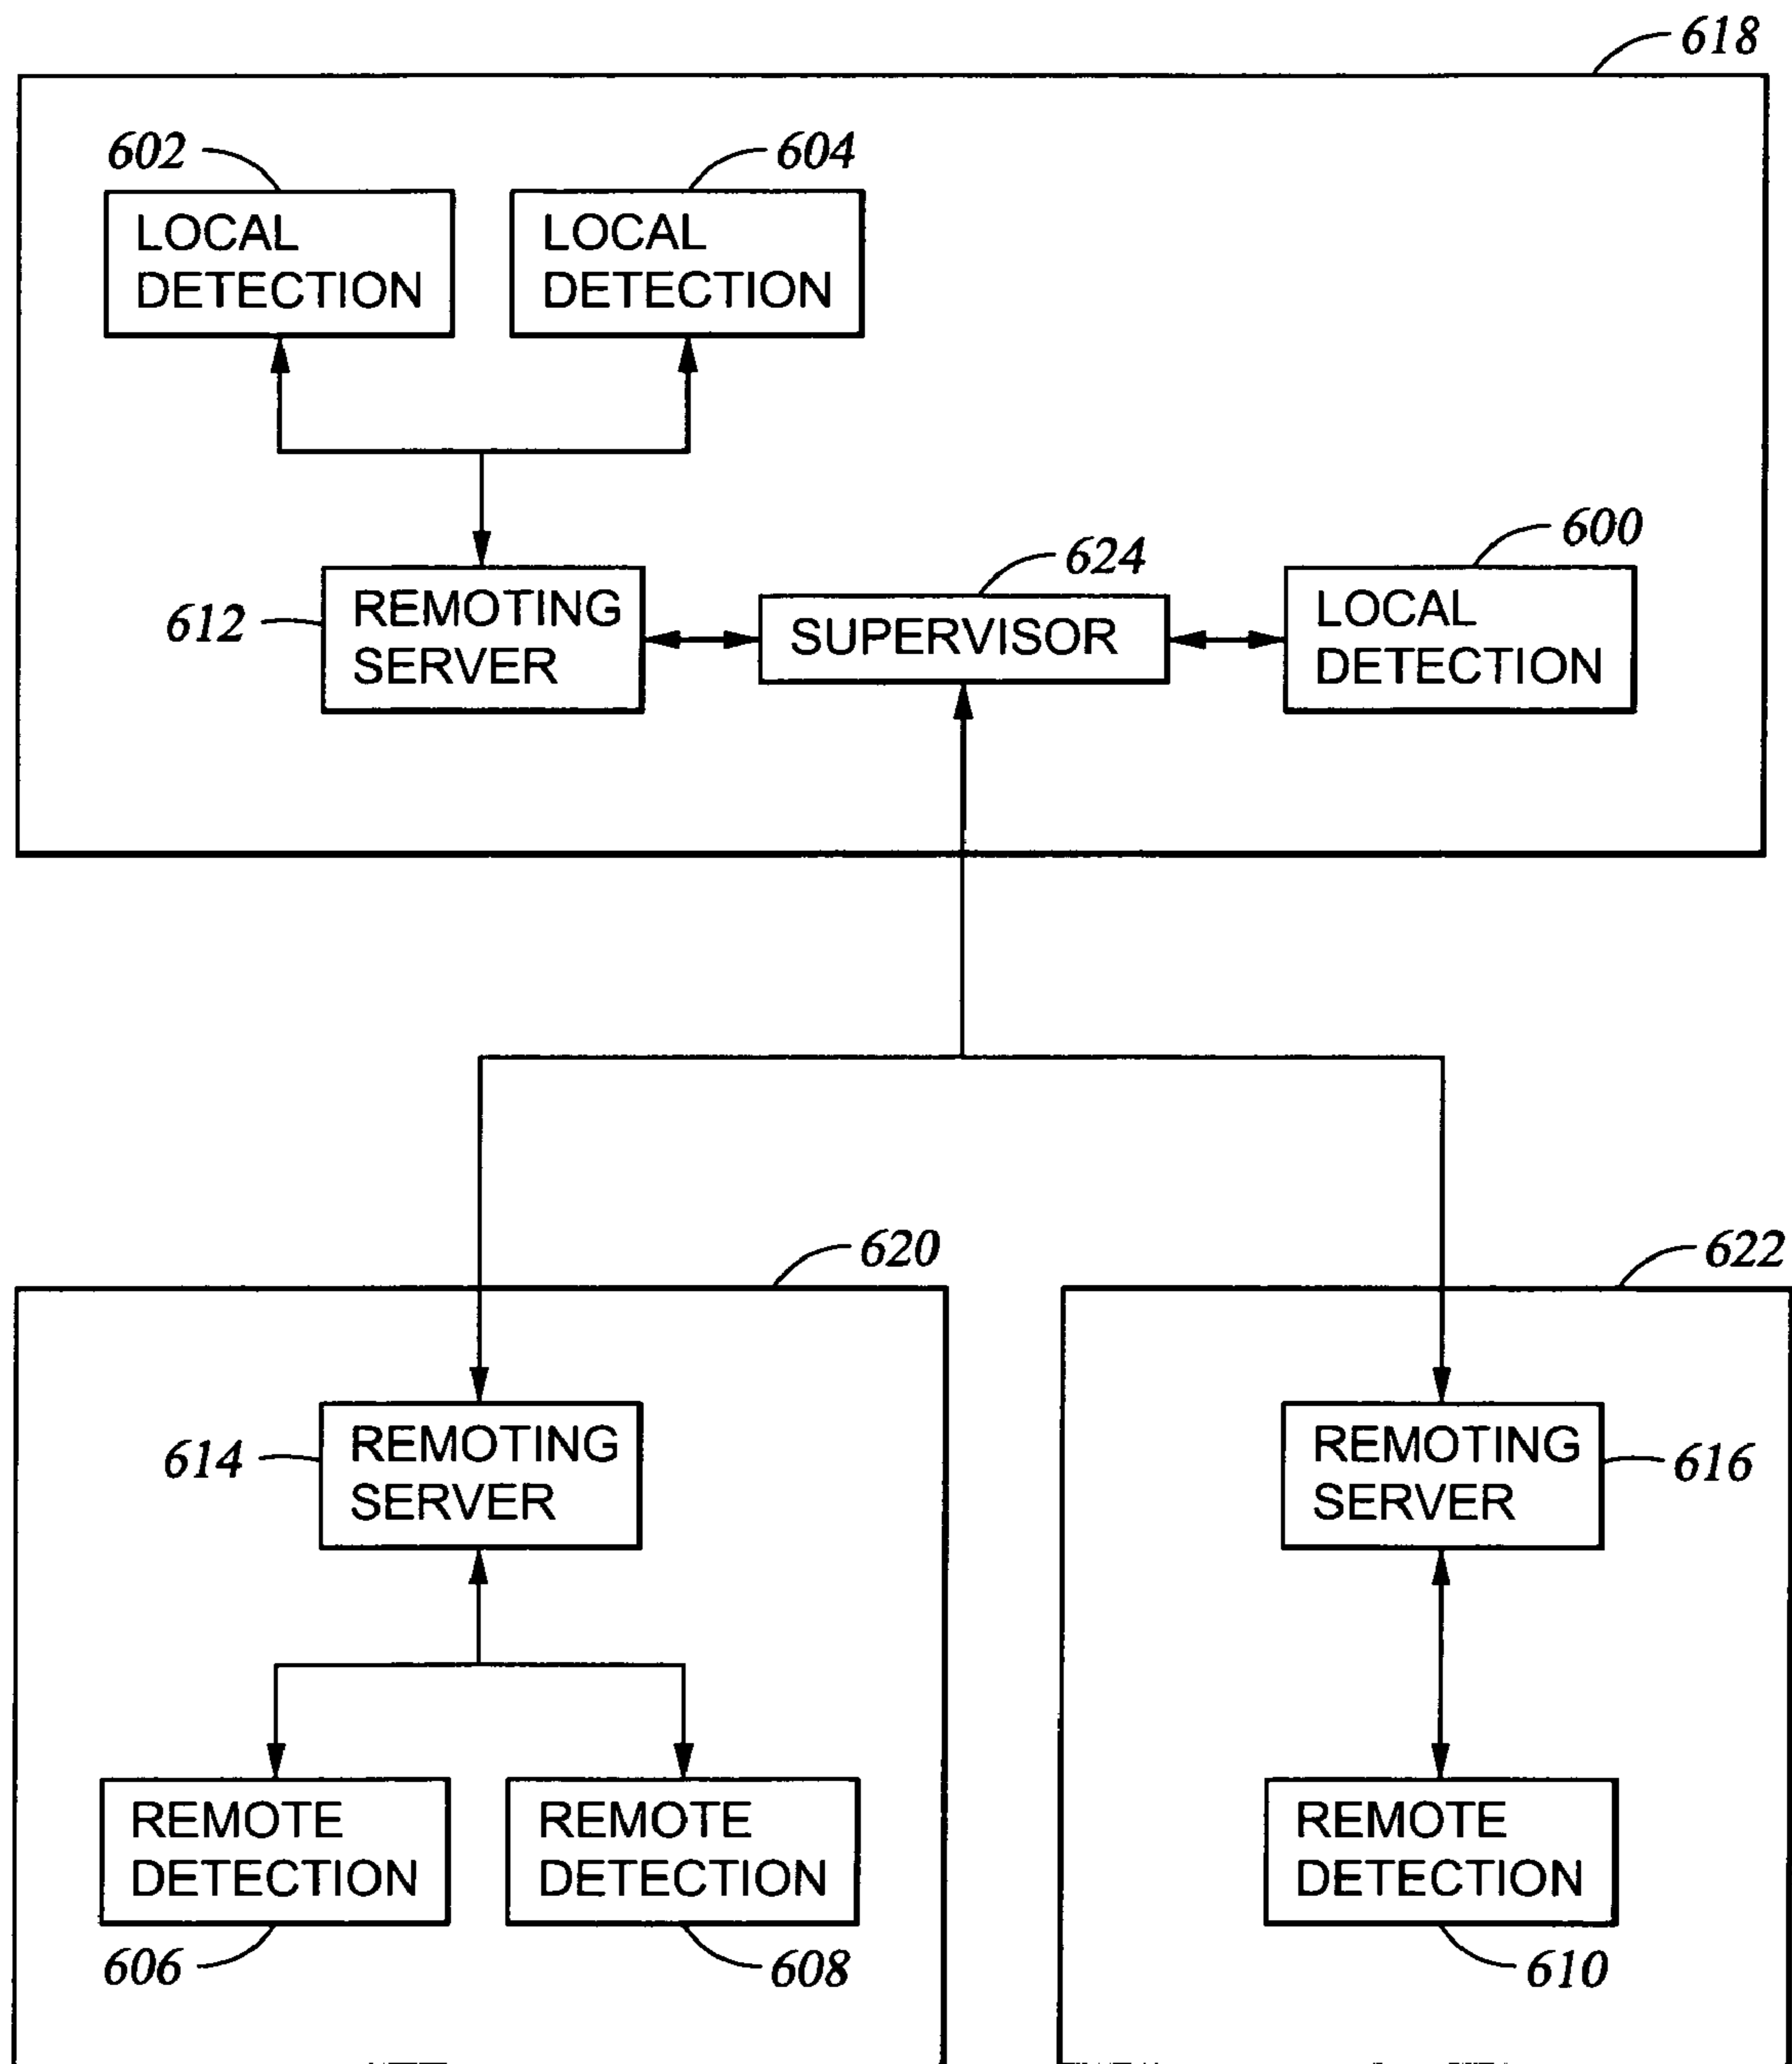 618
602
604
LOCAL
DETECTION
LOCAL
DETECTION
600
624
612
REMOTING
SERVER
SUPERVISOR
LOCAL
DETECTION
620
622
614
REMOTING
SERVER
REMOTING
SERVER
616
REMOTE
DETECTION
REMOTE
DETECTION
REMOTE
DETECTION
606
608
610